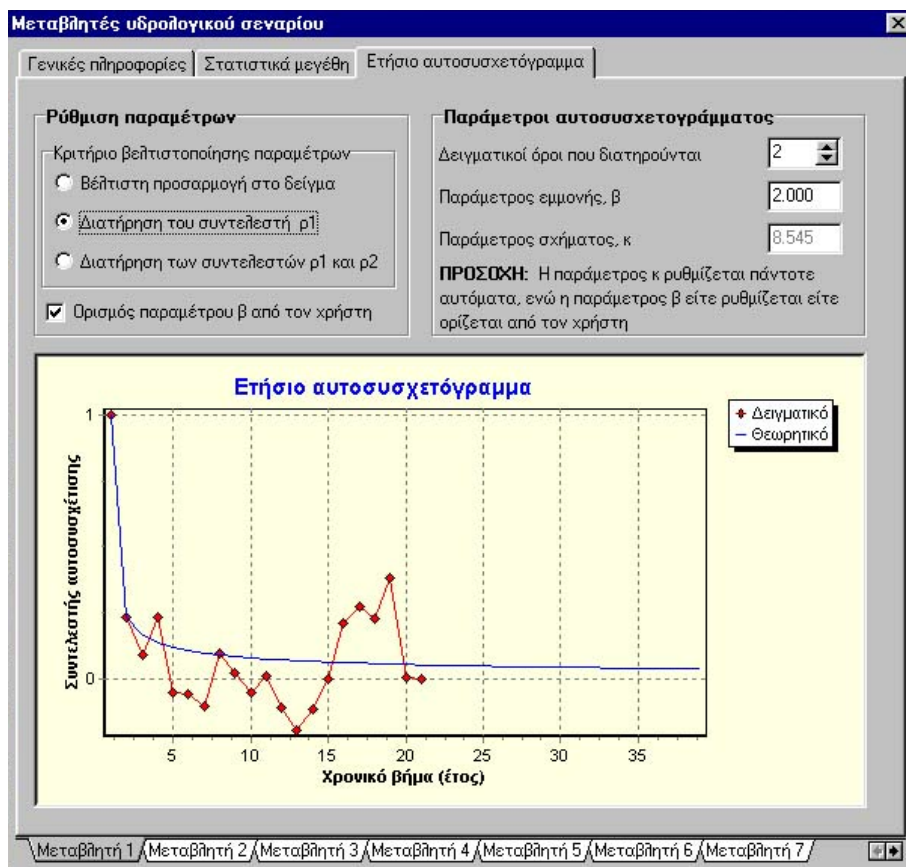 Μεταβλητές υδρολογικού σεναρίου
Γενικές πληροφορίες
Στατιστικά μεγέθη
Ετήσιο αυτοσυσχετόγραμμα
Ρύθμιση παραμέτρων
Κριτήριο βελτιστοποίησης παραμέτρων
Βέλτιστη προσαρμογή στο δείγμα
Διατήρηση του συντελεστή ρ1
Διατήρηση των συντελεστών ρ1 και ρ2
Ορισμός παραμέτρου β από τον χρήστη
Παράμετροι αυτοσυσχετογράμματος
Δειγματικοί όροι που διατηρούνται 2
Παράμετρος εμμονής, β 2.000
Παράμετρος σχήματος, κ 8.545
ΠΡΟΣΟΧΗ: Η παράμετρος κ ρυθμίζεται πάντοτε
αυτόματα, ενώ η παράμετρος β είτε ρυθμίζεται είτε
ορίζεται από τον χρήστη
Ετήσιο αυτοσυσχετόγραμμα
Δειγματικό
Θεωρητικό
Συντελεστής αυτοσυσχέτισης
1
0
5 10 15 20 25 30 35
Χρονικό βήμα (έτος)
Μεταβλητή 1 Μεταβλητή 2 Μεταβλητή 3 Μεταβλητή 4 Μεταβλητή 5 Μεταβλητή 6 Μεταβλητή 7